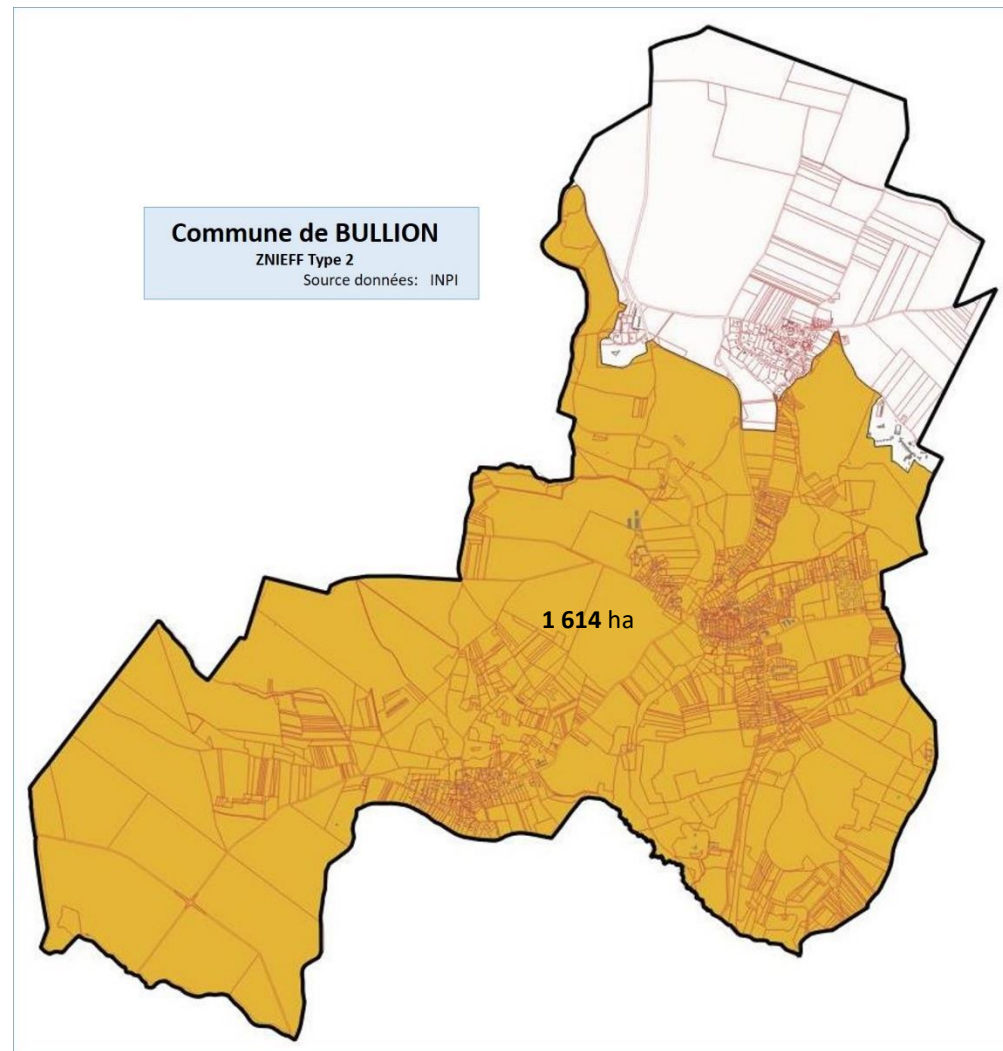 Commune de BULLION
ZNIEFF Type 2
Source données: INPI
1 614 ha